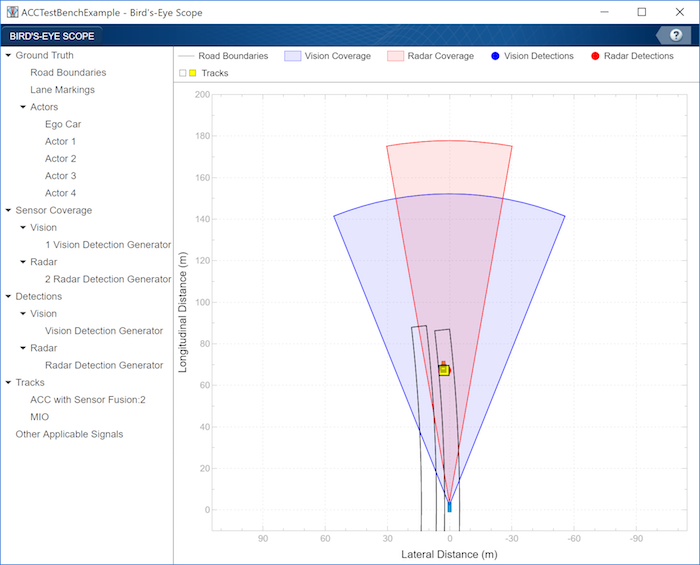 ACCTestBenchExample - Bird's-Eye Scope
BIRD'S-EYE SCOPE
?
Ground Truth
Road Boundaries
Lane Markings
Actors
Ego Car
Actor 1
Actor 2
Actor 3
Actor 4
Sensor Coverage
Vision
1 Vision Detection Generator
Radar
2 Radar Detection Generator
Detections
Vision
Vision Detection Generator
Radar
Radar Detection Generator
Tracks
ACC with Sensor Fusion:2
MIO
Other Applicable Signals
Road Boundaries Vision Coverage Radar Coverage Vision Detections Radar Detections
Tracks
200
180
160
140
120
100
80
60
40
20
0
Longitudinal Distance (m)
90 60 30 0 -30 -60 -90
Lateral Distance (m)